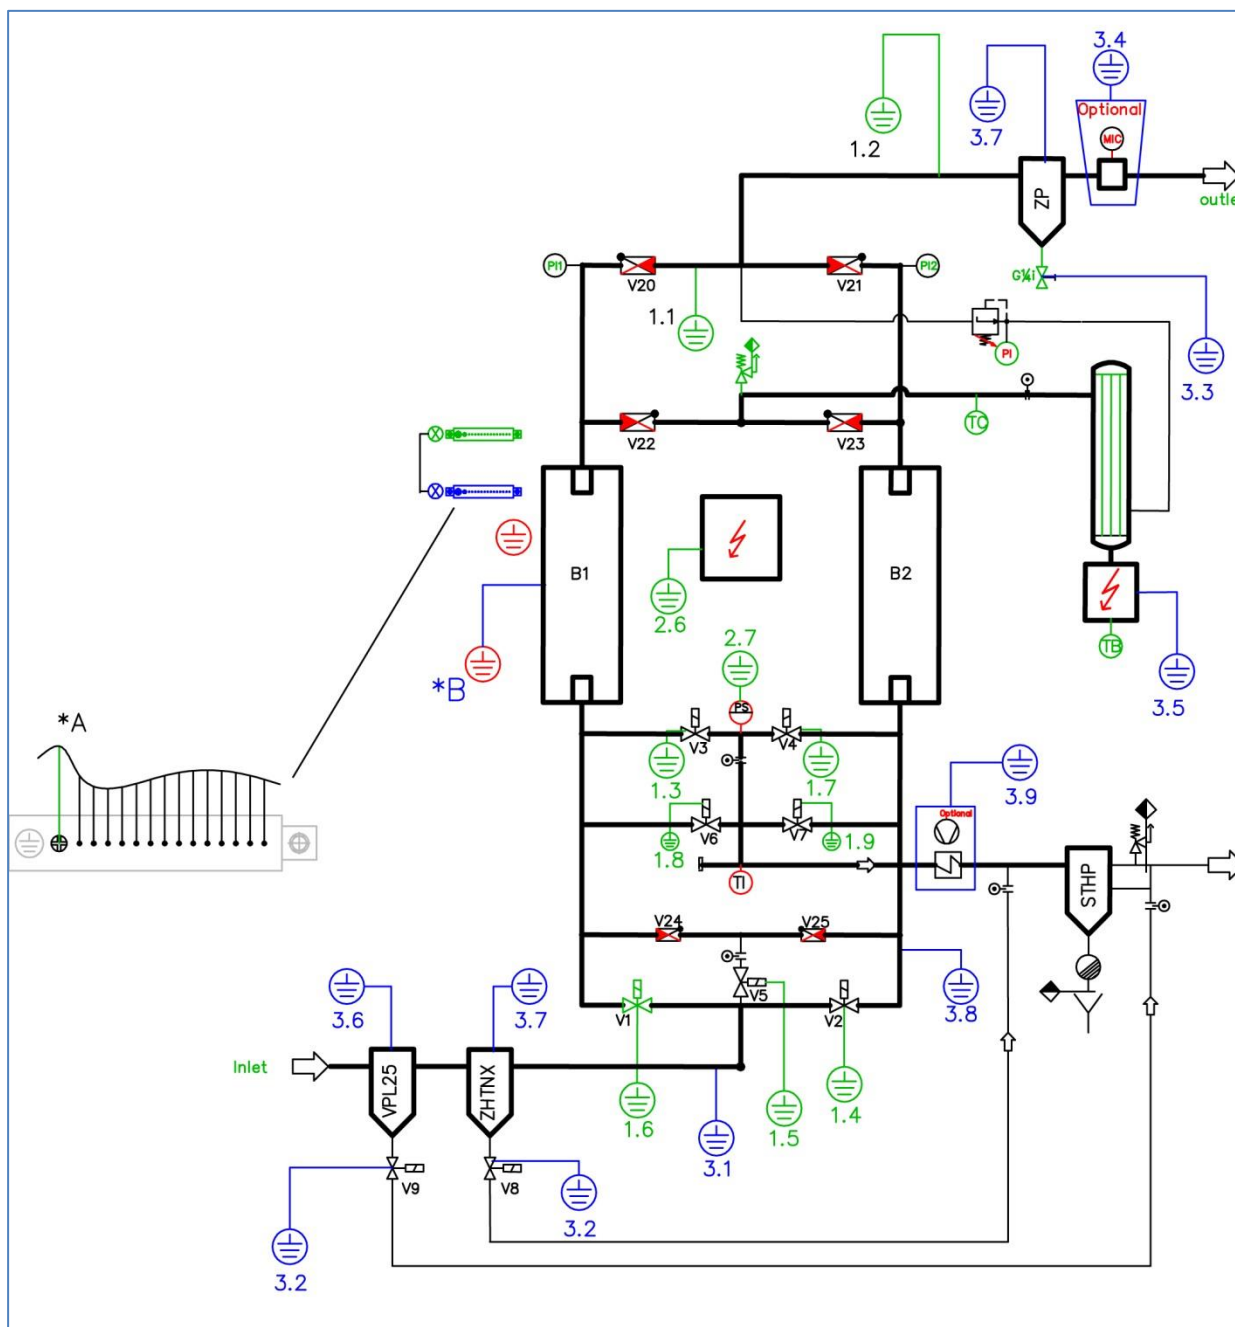 3.4
Optional
MIC
1.2
3.7
ZP
outle
G¼i
PI1
V20
V21
PI2
1.1
PI
3.3
V22
V23
TC
B1
B2
2.6
2.7
TB
*B
3.5
*A
PS
V3
V4
1.3
1.7
3.9
Optional
1.8
V6
V7
1.9
TI
STHP
V24
V25
3.6
3.7
V5
3.8
V1
V2
Inlet
VPL25
ZHTNX
1.6
1.5
1.4
3.1
V9
V8
3.2
3.2